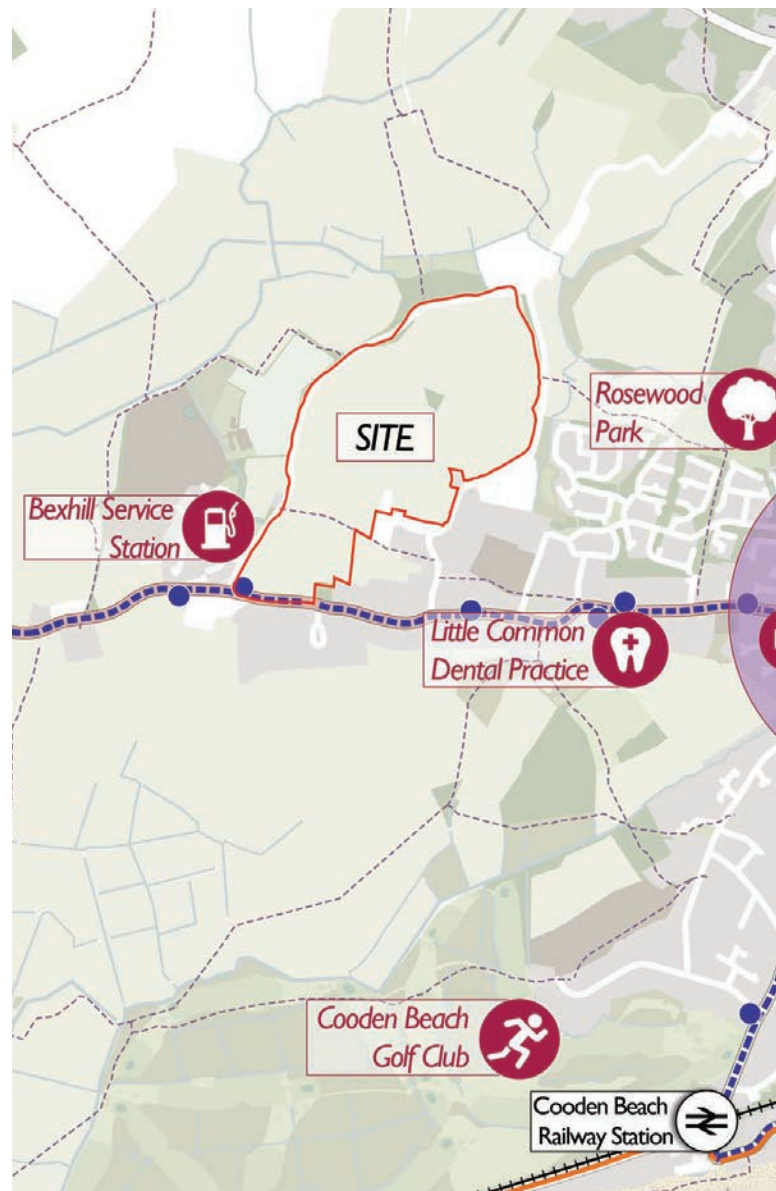 Rosewood
Park
SITE
Bexhill Service
Station
Little Common
Dental Practice
Cooden Beach
Golf Club
Cooden Beach
Railway Station